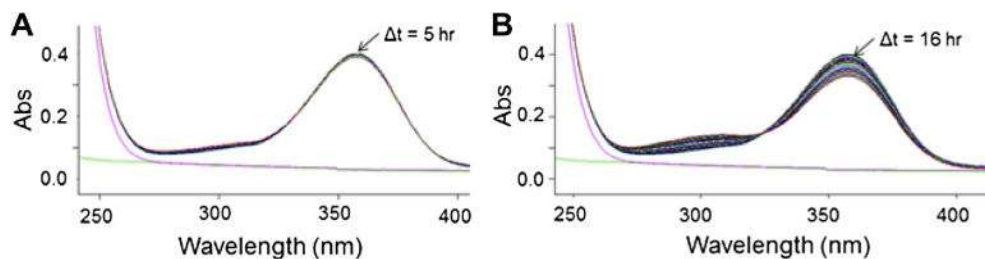 A
Δt = 5 hr
Abs
0.4
0.2
0.0
250
300
350
400
Wavelength (nm)
B
Δt = 16 hr
Abs
0.4
0.2
0.0
250
300
350
400
Wavelength (nm)